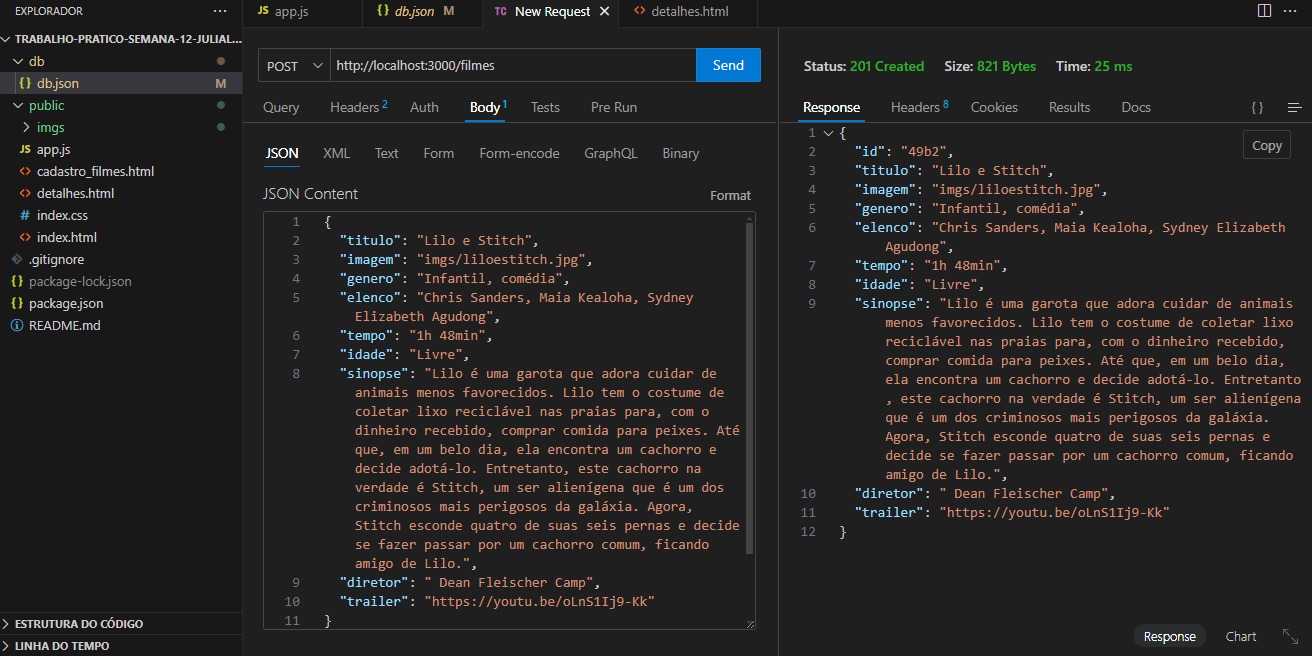 EXPLORADOR
···
TRABALHO-PRATICO-SEMANA-12-JULIAL...
db
{} db.json M
public
imgs
JS app.js
<> cadastro_filmes.html
<> detalhes.html
# index.css
<> index.html
.gitignore
{} package-lock.json
{} package.json
README.md
ESTRUTURA DO CÓDIGO
LINHA DO TEMPO
JS app.js
{} db.json M
TC New Request ×
<> detalhes.html
···
POST
http://localhost:3000/filmes
Send
Query Headers 2 Auth Body 1 Tests Pre Run
JSON XML Text Form Form-encode GraphQL Binary
JSON Content
Format
1 {
2 "titulo": "Lilo e Stitch",
3 "imagem": "imgs/liloestitch.jpg",
4 "genero": "Infantil, comédia",
5 "elenco": "Chris Sanders, Maia Kealoha, Sydney
Elizabeth Agudong",
6 "tempo": "1h 48min",
7 "idade": "Livre",
8 "sinopse": "Lilo é uma garota que adora cuidar de
animais menos favorecidos. Lilo tem o costume de
coletar lixo reciclável nas praias para, com o
dinheiro recebido, comprar comida para peixes. Até
que, em um belo dia, ela encontra um cachorro e
decide adotá-lo. Entretanto, este cachorro na
verdade é Stitch, um ser alienígena que é um dos
criminosos mais perigosos da galáxia. Agora,
Stitch esconde quatro de suas seis pernas e decide
se fazer passar por um cachorro comum, ficando
amigo de Lilo.",
9 "diretor": " Dean Fleischer Camp",
10 "trailer": "https://youtu.be/oLnS1Ij9-Kk"
11 }
Status: 201 Created Size: 821 Bytes Time: 25 ms
Response Headers 8 Cookies Results Docs {}
Copy
1 {
2 "id": "49b2",
3 "titulo": "Lilo e Stitch",
4 "imagem": "imgs/liloestitch.jpg",
5 "genero": "Infantil, comédia",
6 "elenco": "Chris Sanders, Maia Kealoha, Sydney Elizabeth
Agudong",
7 "tempo": "1h 48min",
8 "idade": "Livre",
9 "sinopse": "Lilo é uma garota que adora cuidar de animais
menos favorecidos. Lilo tem o costume de coletar lixo
reciclável nas praias para, com o dinheiro recebido,
comprar comida para peixes. Até que, em um belo dia,
ela encontra um cachorro e decide adotá-lo. Entretanto
, este cachorro na verdade é Stitch, um ser alienígena
que é um dos criminosos mais perigosos da galáxia.
Agora, Stitch esconde quatro de suas seis pernas e
decide se fazer passar por um cachorro comum, ficando
amigo de Lilo.",
10 "diretor": " Dean Fleischer Camp",
11 "trailer": "https://youtu.be/oLnS1Ij9-Kk"
12 }
Response Chart